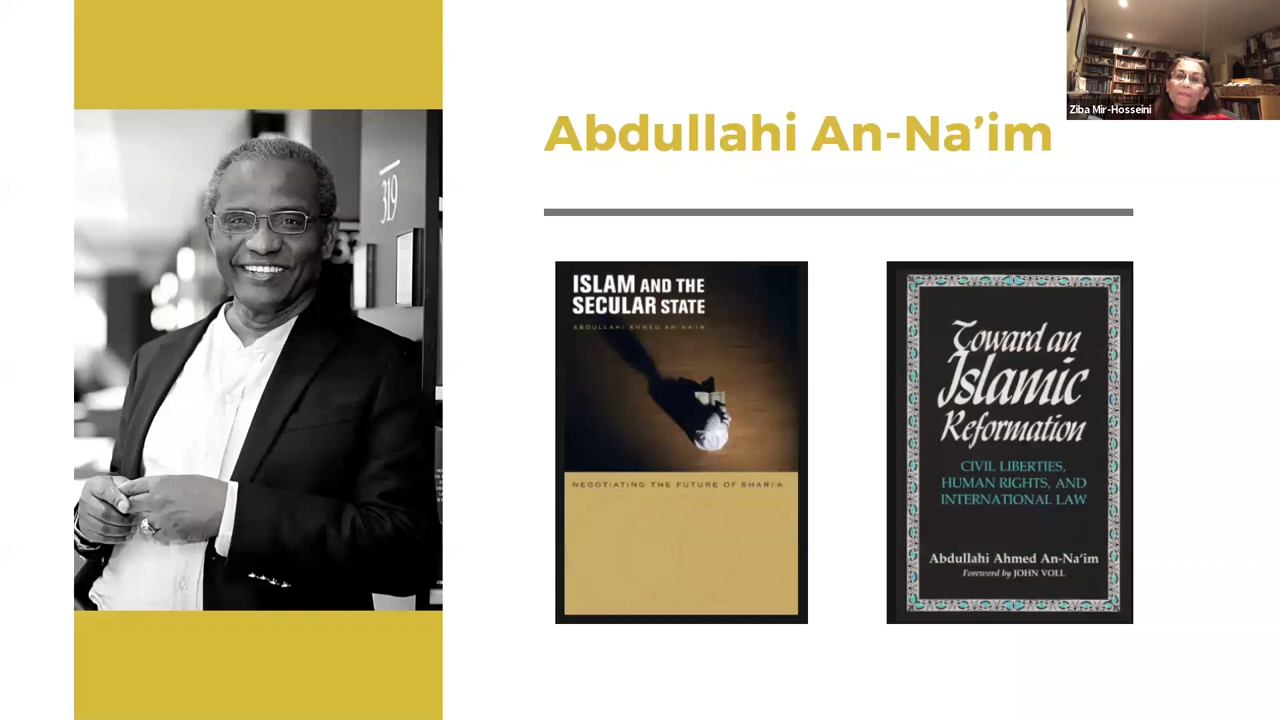 Ziba Mir-Hosseini
Abdullahi An-Na’im
319
ISLAM AND THE
SECULAR STATE
ABDULLAHI AHMED AN-NA'IM
NEGOTIATING THE FUTURE OF SHARI A
Toward an
Islamic
Reformation
CIVIL LIBERTIES,
HUMAN RIGHTS, AND
INTERNATIONAL LAW
Abdullahi Ahmed An-Na‘im
Foreword by JOHN VOLL